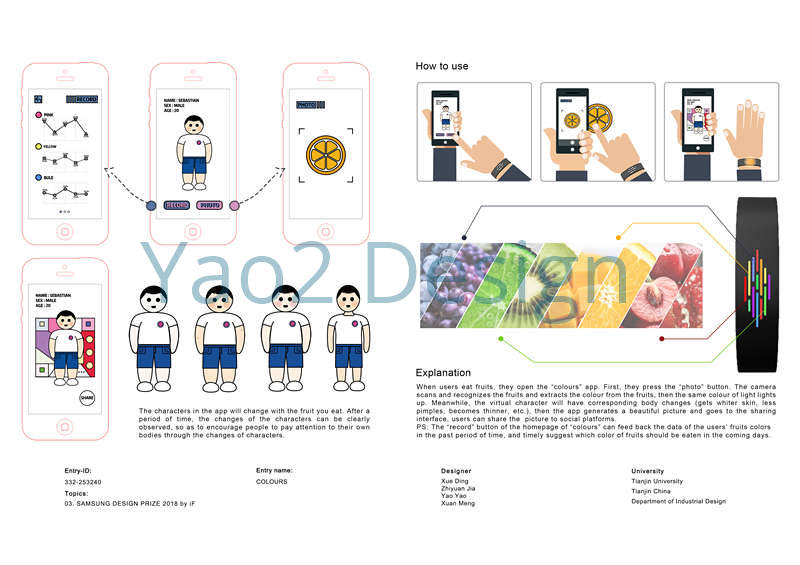 RECORD
PINK
YELLOW
BULE
NAME : SEBASTIAN
SEX : MALE
AGE : 20
RECORD
PHOTO
PHOTO
NAME : SEBASTIAN
SEX : MALE
AGE : 20
SHARE
Yao2 Design
The characters in the app will change with the fruit you eat. After a
period of time, the changes of the characters can be clearly
observed, so as to encourage people to pay attention to their own
bodies through the changes of characters.
How to use
Explanation
When users eat fruits, they open the “colours” app. First, they press the “photo” button. The camera
scans and recognizes the fruits and extracts the colour from the fruits, then the same colour of light lights
up. Meanwhile, the virtual character will have corresponding body changes (gets whiter skin, less
pimples, becomes thinner, etc.), then the app generates a beautiful picture and goes to the sharing
interface, users can share the picture to social platforms.
PS: The “record” button of the homepage of “colours” can feed back the data of the users’ fruits colors
in the past period of time, and timely suggest which color of fruits should be eaten in the coming days.
Entry-ID:
332-253240
Topics:
03. SAMSUNG DESIGN PRIZE 2018 by iF
Entry name:
COLOURS
Designer
Xue Ding
Zhiyuan Jia
Yao Yao
Xuan Meng
University
Tianjin University
Tianjin China
Department of Industrial Design